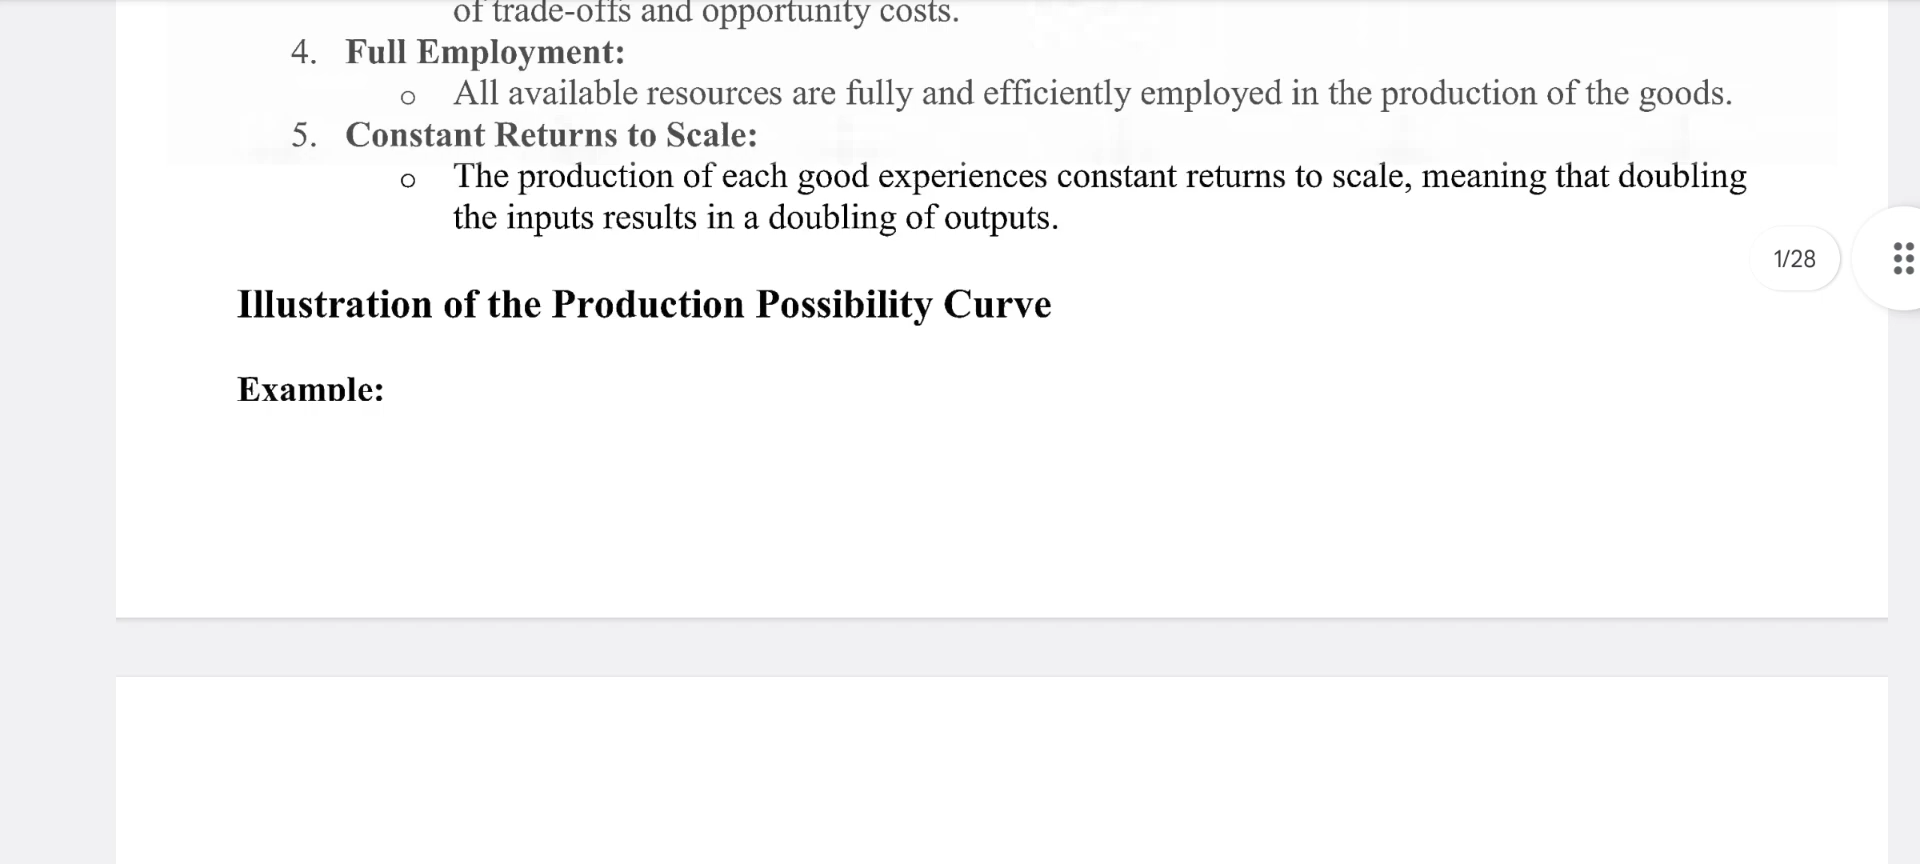 of trade-offs and opportunity costs.
4. Full Employment:
o All available resources are fully and efficiently employed in the production of the goods.
5. Constant Returns to Scale:
o The production of each good experiences constant returns to scale, meaning that doubling
the inputs results in a doubling of outputs.
1/28
Illustration of the Production Possibility Curve
Example: